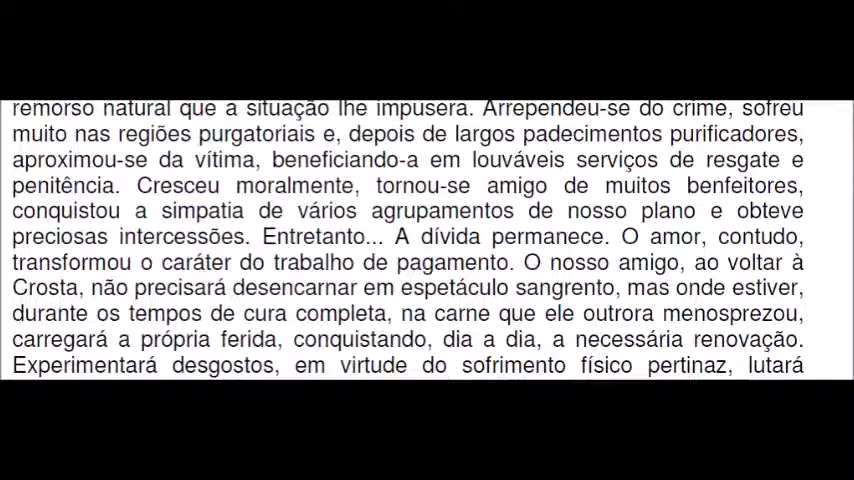 remorso natural que a situação lhe impusera. Arrependeu-se do crime, sofreu
muito nas regiões purgatoriais e, depois de largos padecimentos purificadores,
aproximou-se da vítima, beneficiando-a em louváveis serviços de resgate e
penitência. Cresceu moralmente, tornou-se amigo de muitos benfeitores,
conquistou a simpatia de vários agrupamentos de nosso plano e obteve
preciosas intercessões. Entretanto... A dívida permanece. O amor, contudo,
transformou o caráter do trabalho de pagamento. O nosso amigo, ao voltar à
Crosta, não precisará desencarnar em espetáculo sangrento, mas onde estiver,
durante os tempos de cura completa, na carne que ele outrora menosprezou,
carregará a própria ferida, conquistando, dia a dia, a necessária renovação.
Experimentará desgostos, em virtude do sofrimento físico pertinaz, lutará